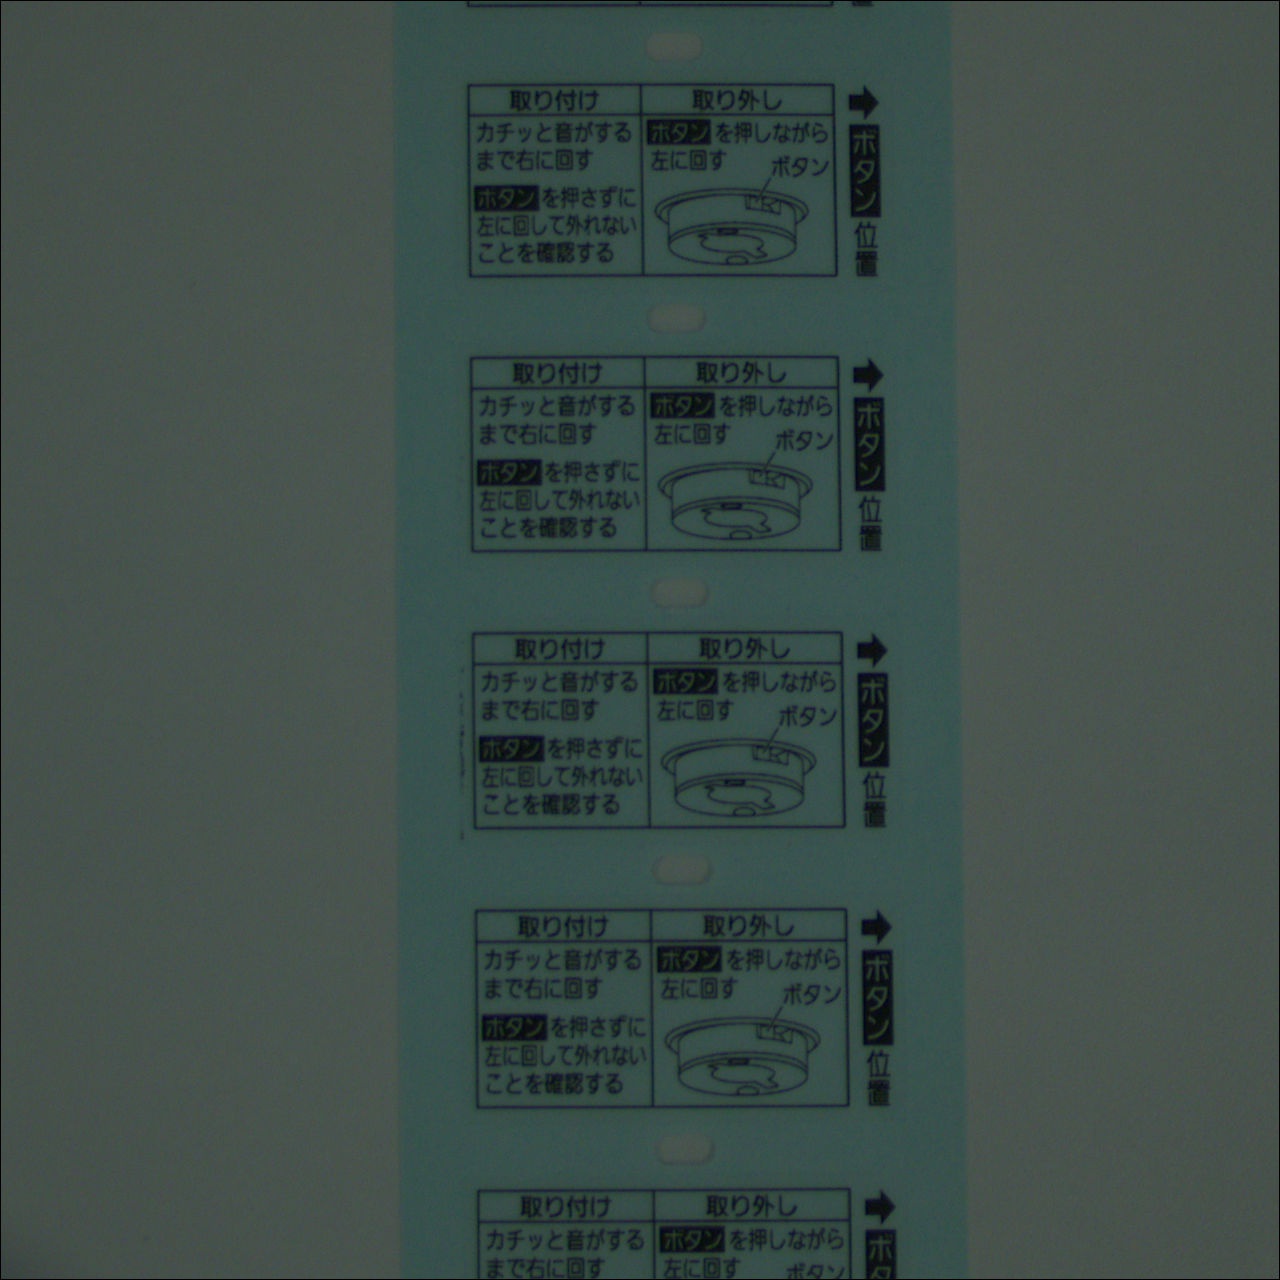 置
取り付け 取り外し
カチッと音がする
まで右に回す
ボタンを押さずに
左に回して外れない
ことを確認する
ボタンを押しながら
左に回す
ボタン
➡ボタン位置
取り付け 取り外し
カチッと音がする
まで右に回す
ボタンを押さずに
左に回して外れない
ことを確認する
ボタンを押しながら
左に回す
ボタン
➡ボタン位置
取り付け 取り外し
カチッと音がする
まで右に回す
ボタンを押さずに
左に回して外れない
ことを確認する
ボタンを押しながら
左に回す
ボタン
➡ボタン位置
取り付け 取り外し
カチッと音がする
まで右に回す
ボタンを押さずに
左に回して外れない
ことを確認する
ボタンを押しながら
左に回す
ボタン
➡ボタン位置
取り付け 取り外し
カチッと音がする
まで右に回す
ボタンを押しながら
左に回す
ボタン
➡ボタ